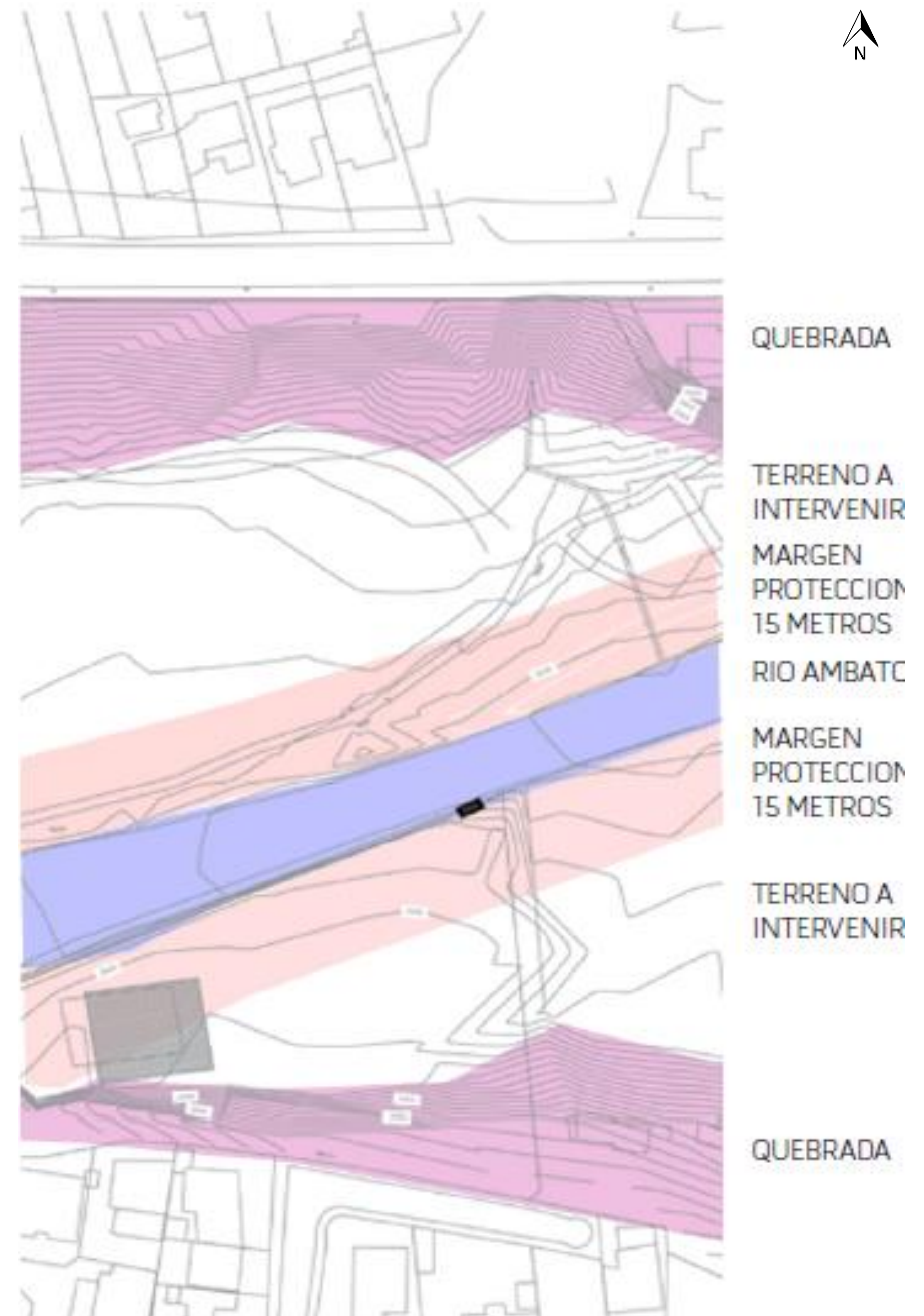 N
QUEBRADA
TERRENO A
INTERVENIR
MARGEN
PROTECCION
15 METROS
RIO AMBATO
MARGEN
PROTECCION
15 METROS
TERRENO A
INTERVENIR
QUEBRADA